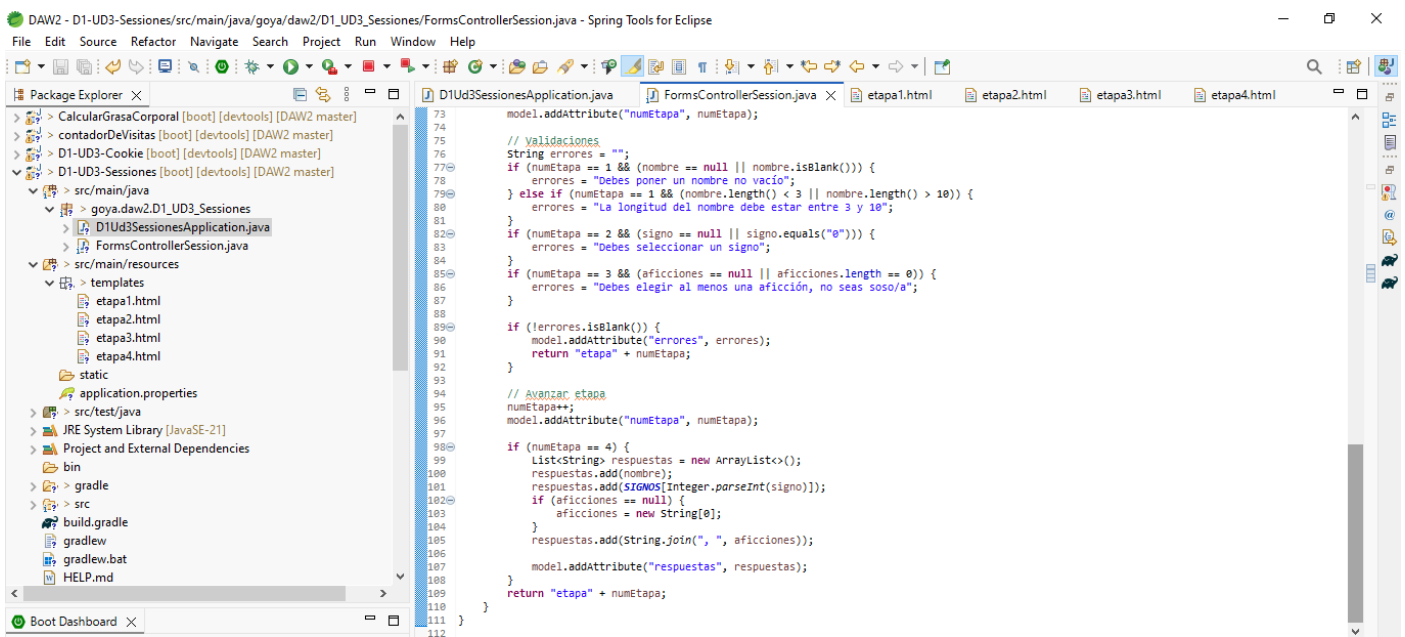 DAW2 - D1-UD3-Sessiones/src/main/java/goya/daw2/D1_UD3_Sessiones/FormsControllerSession.java - Spring Tools for Eclipse
File Edit Source Refactor Navigate Search Project Run Window Help
Package Explorer
> CalcularGrasaCorporal [boot] [devtools] [DAW2 master]
> contadorDeVisitas [boot] [devtools] [DAW2 master]
> D1-UD3-Cookie [boot] [devtools] [DAW2 master]
> D1-UD3-Sessiones [boot] [devtools] [DAW2 master]
> src/main/java
> goya.daw2.D1_UD3_Sessiones
> D1Ud3SessionesApplication.java
> FormsControllerSession.java
> src/main/resources
> templates
etapa1.html
etapa2.html
etapa3.html
etapa4.html
static
application.properties
> src/test/java
JRE System Library [JavaSE-21]
Project and External Dependencies
bin
> gradle
> src
build.gradle
gradlew
gradlew.bat
HELP.md
Boot Dashboard
D1Ud3SessionesApplication.java FormsControllerSession.java etapa1.html etapa2.html etapa3.html etapa4.html
73 model.addAttribute("numEtapa", numEtapa);
74
75 // Validaciones
76 String errores = "";
77 if (numEtapa == 1 && (nombre == null || nombre.isBlank())) {
78 errores = "Debes poner un nombre no vacío";
79 } else if (numEtapa == 1 && (nombre.length() < 3 || nombre.length() > 10)) {
80 errores = "La longitud del nombre debe estar entre 3 y 10";
81 }
82 if (numEtapa == 2 && (signo == null || signo.equals("0"))) {
83 errores = "Debes seleccionar un signo";
84 }
85 if (numEtapa == 3 && (aficciones == null || aficciones.length == 0)) {
86 errores = "Debes elegir al menos una afición, no seas soso/a";
87 }
88
89 if (!errores.isBlank()) {
90 model.addAttribute("errores", errores);
91 return "etapa" + numEtapa;
92 }
93
94 // Avanzar etapa
95 numEtapa++;
96 model.addAttribute("numEtapa", numEtapa);
97
98 if (numEtapa == 4) {
99 List<String> respuestas = new ArrayList<>();
100 respuestas.add(nombre);
101 respuestas.add(SIGNOS[Integer.parseInt(signo)]);
102 if (aficciones == null) {
103 aficciones = new String[0];
104 }
105 respuestas.add(String.join(", ", aficciones));
106
107 model.addAttribute("respuestas", respuestas);
108 }
109 return "etapa" + numEtapa;
110 }
111 }
112